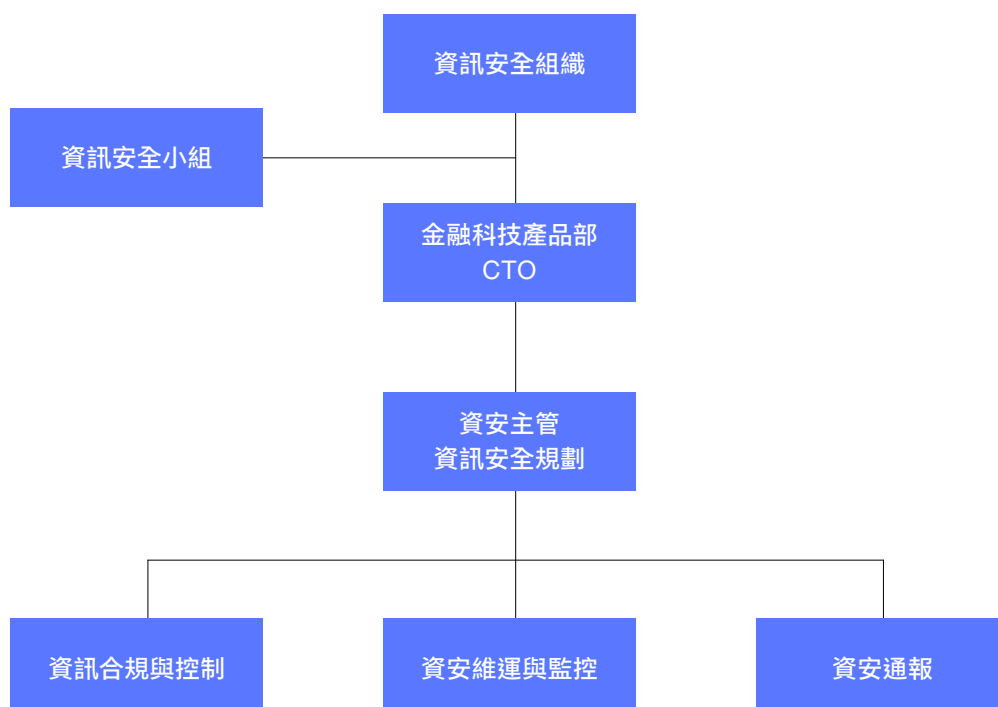 資訊安全組織
資訊安全小組
金融科技產品部
CTO
資安主管
資訊安全規劃
資訊合規與控制
資安維運與監控
資安通報